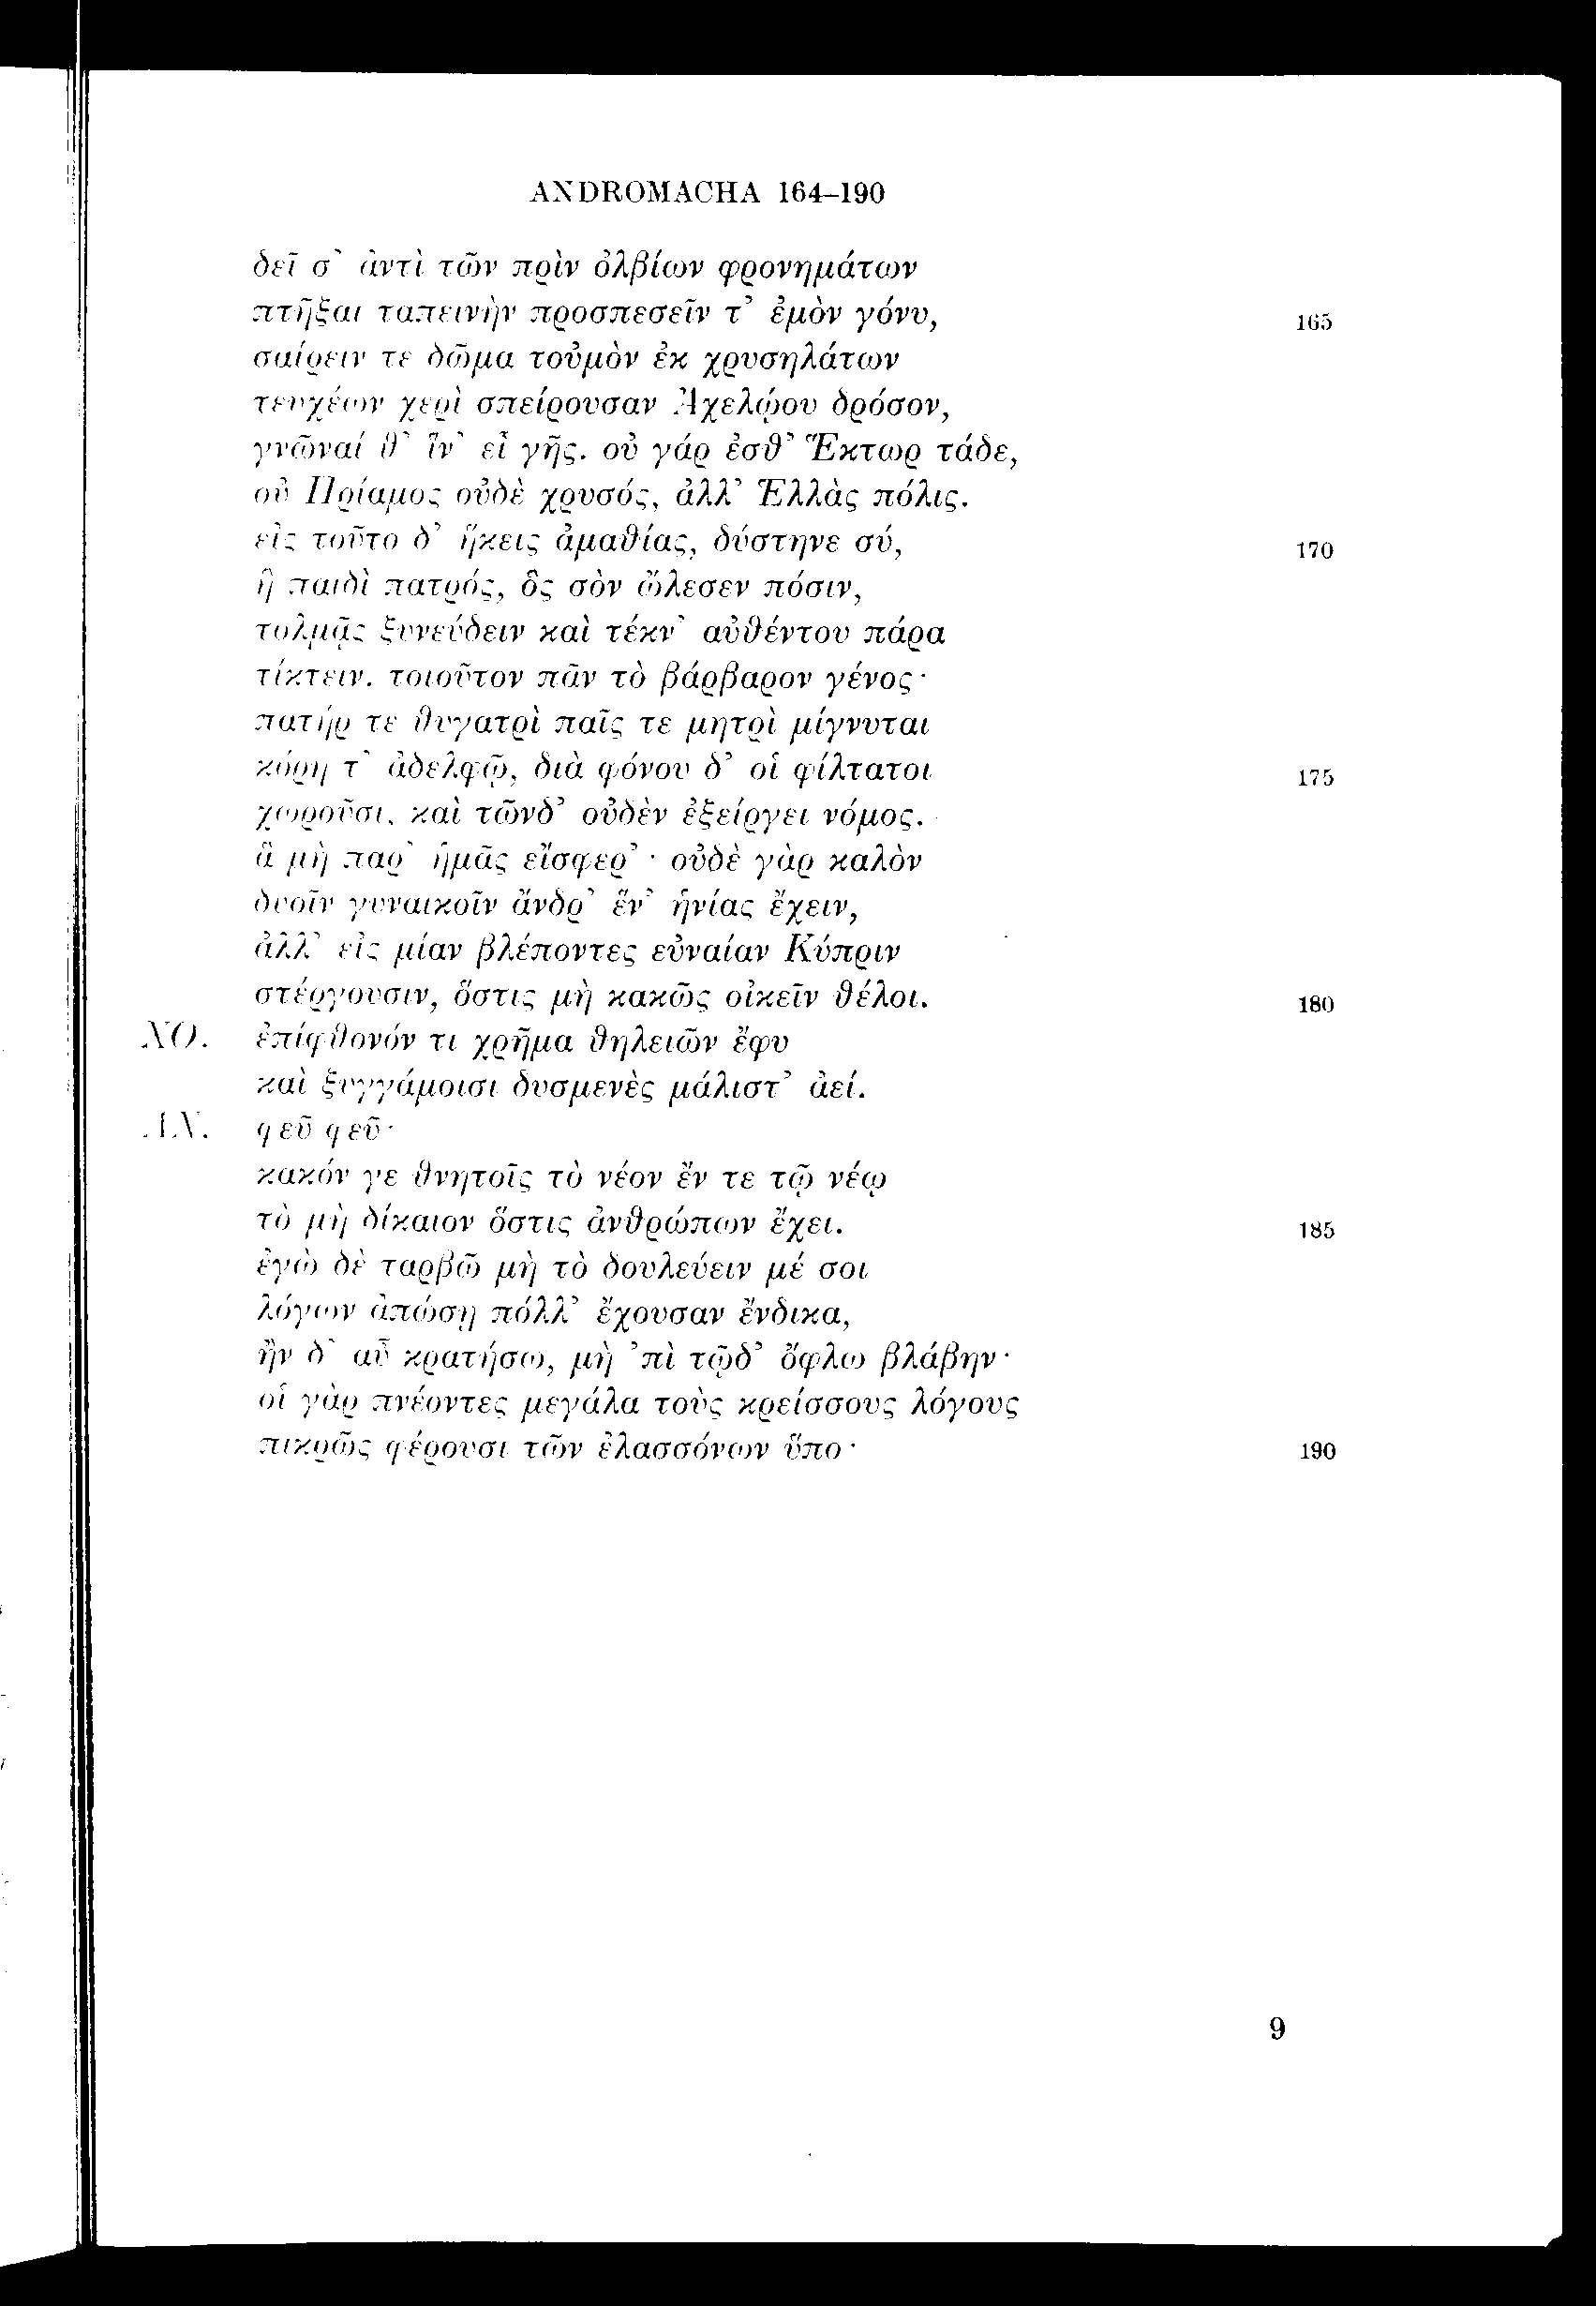 ANDROMACHA 164–190
δεῖ σ᾽ ἀντὶ τῶν πρὶν ὀλβίων φρονημάτων
πτῆξαι ταπεινὴν προσπεσεῖν τ᾽ ἐμὸν γόνυ, 165
σαίρειν τε δῶμα τοὐμὸν ἐκ χρυσηλάτων
τευχέων χερὶ σπείρουσαν Ἀχελῴου δρόσον,
γνῶναί θ᾽ ἵν᾽ εἶ γῆς. οὐ γάρ ἐσθ᾽ Ἕκτωρ τάδε,
οὐ Πρίαμος οὐδὲ χρυσός, ἀλλ᾽ Ἑλλὰς πόλις.
εἰς τοῦτο δ᾽ ἥκεις ἀμαθίας, δύστηνε σύ, 170
ἣ παιδὶ πατρός, ὃς σὸν ὤλεσεν πόσιν,
τολμᾷς ξυνεύδειν καὶ τέκν᾽ αὐθέντου πάρα
τίκτειν. τοιοῦτον πᾶν τὸ βάρβαρον γένος·
πατήρ τε θυγατρὶ παῖς τε μητρὶ μίγνυται
κόρη τ᾽ ἀδελφῷ, διὰ φόνου δ᾽ οἱ φίλτατοι 175
χωροῦσι, καὶ τῶνδ᾽ οὐδὲν ἐξείργει νόμος.
ἃ μὴ παρ᾽ ἡμᾶς εἴσφερ᾽· οὐδὲ γὰρ καλὸν
δυοῖν γυναικοῖν ἄνδρ᾽ ἕν᾽ ἡνίας ἔχειν,
ἀλλ᾽ εἰς μίαν βλέποντες εὐναίαν Κύπριν
στέργουσιν, ὅστις μὴ κακῶς οἰκεῖν θέλοι. 180
ΧΟ. ἐπίφθονόν τι χρῆμα θηλειῶν ἔφυ
καὶ ξυγγάμοισι δυσμενὲς μάλιστ᾽ ἀεί.
ΑΝ. φεῦ φεῦ·
κακόν γε θνητοῖς τὸ νέον ἔν τε τῷ νέῳ
τὸ μὴ δίκαιον ὅστις ἀνθρώπων ἔχει. 185
ἐγὼ δὲ ταρβῶ μὴ τὸ δουλεύειν μέ σοι
λόγων ἀπώσῃ πόλλ᾽ ἔχουσαν ἔνδικα,
ἢν δ᾽ αὖ κρατήσω, μὴ ᾽πὶ τῷδ᾽ ὄφλω βλάβην·
οἱ γὰρ πνέοντες μεγάλα τοὺς κρείσσους λόγους
πικρῶς φέρουσι τῶν ἐλασσόνων ὕπο· 190
9